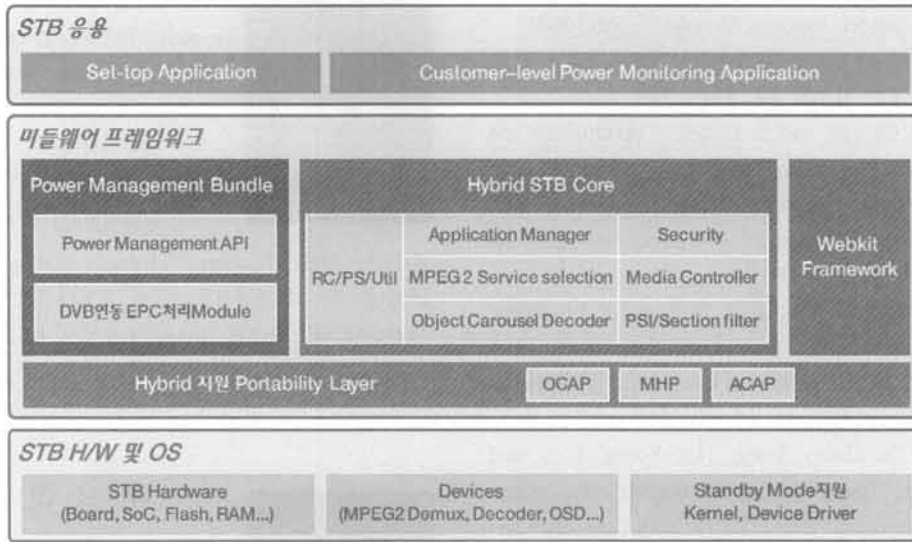 STB 응용
Set-top Application
Customer-level Power Monitoring Application
미들웨어 프레임워크
Power Management Bundle
Power Management API
DVB연동 EPC처리Module
Hybrid STB Core
RC/PS/Util
Application Manager
Security
MPEG2 Service selection
Media Controller
Object Carousel Decoder
PSI/Section filter
Webkit
Framework
Hybrid 지원 Portability Layer
OCAP
MHP
ACAP
STB H/W 및 OS
STB Hardware
(Board, SoC, Flash, RAM...)
Devices
(MPEG2 Demux, Decoder, OSD...)
Standby Mode지원
Kernel, Device Driver